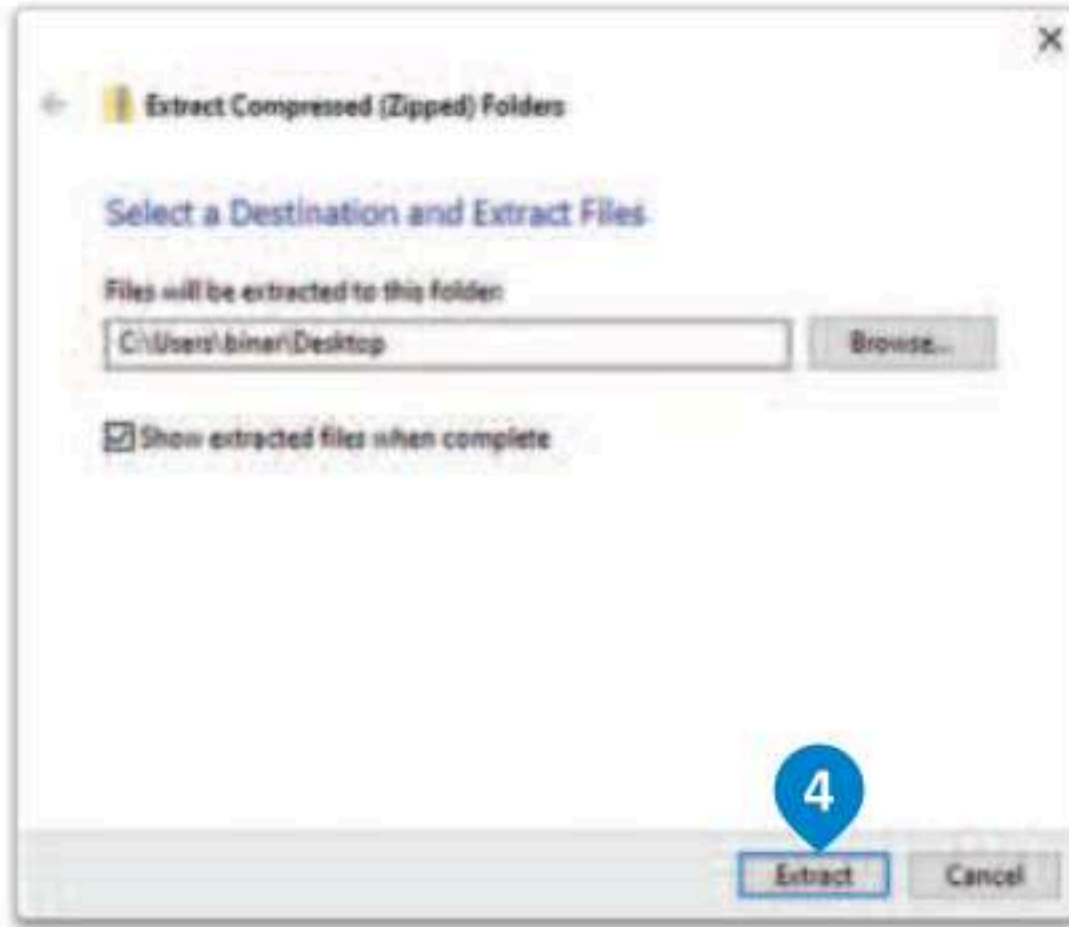 Extract Compressed (Zipped) Folders
Select a Destination and Extract Files
Files will be extracted to this folder:
C:\Users\binar\Desktop
Browse...
Show extracted files when complete
4
Extract
Cancel